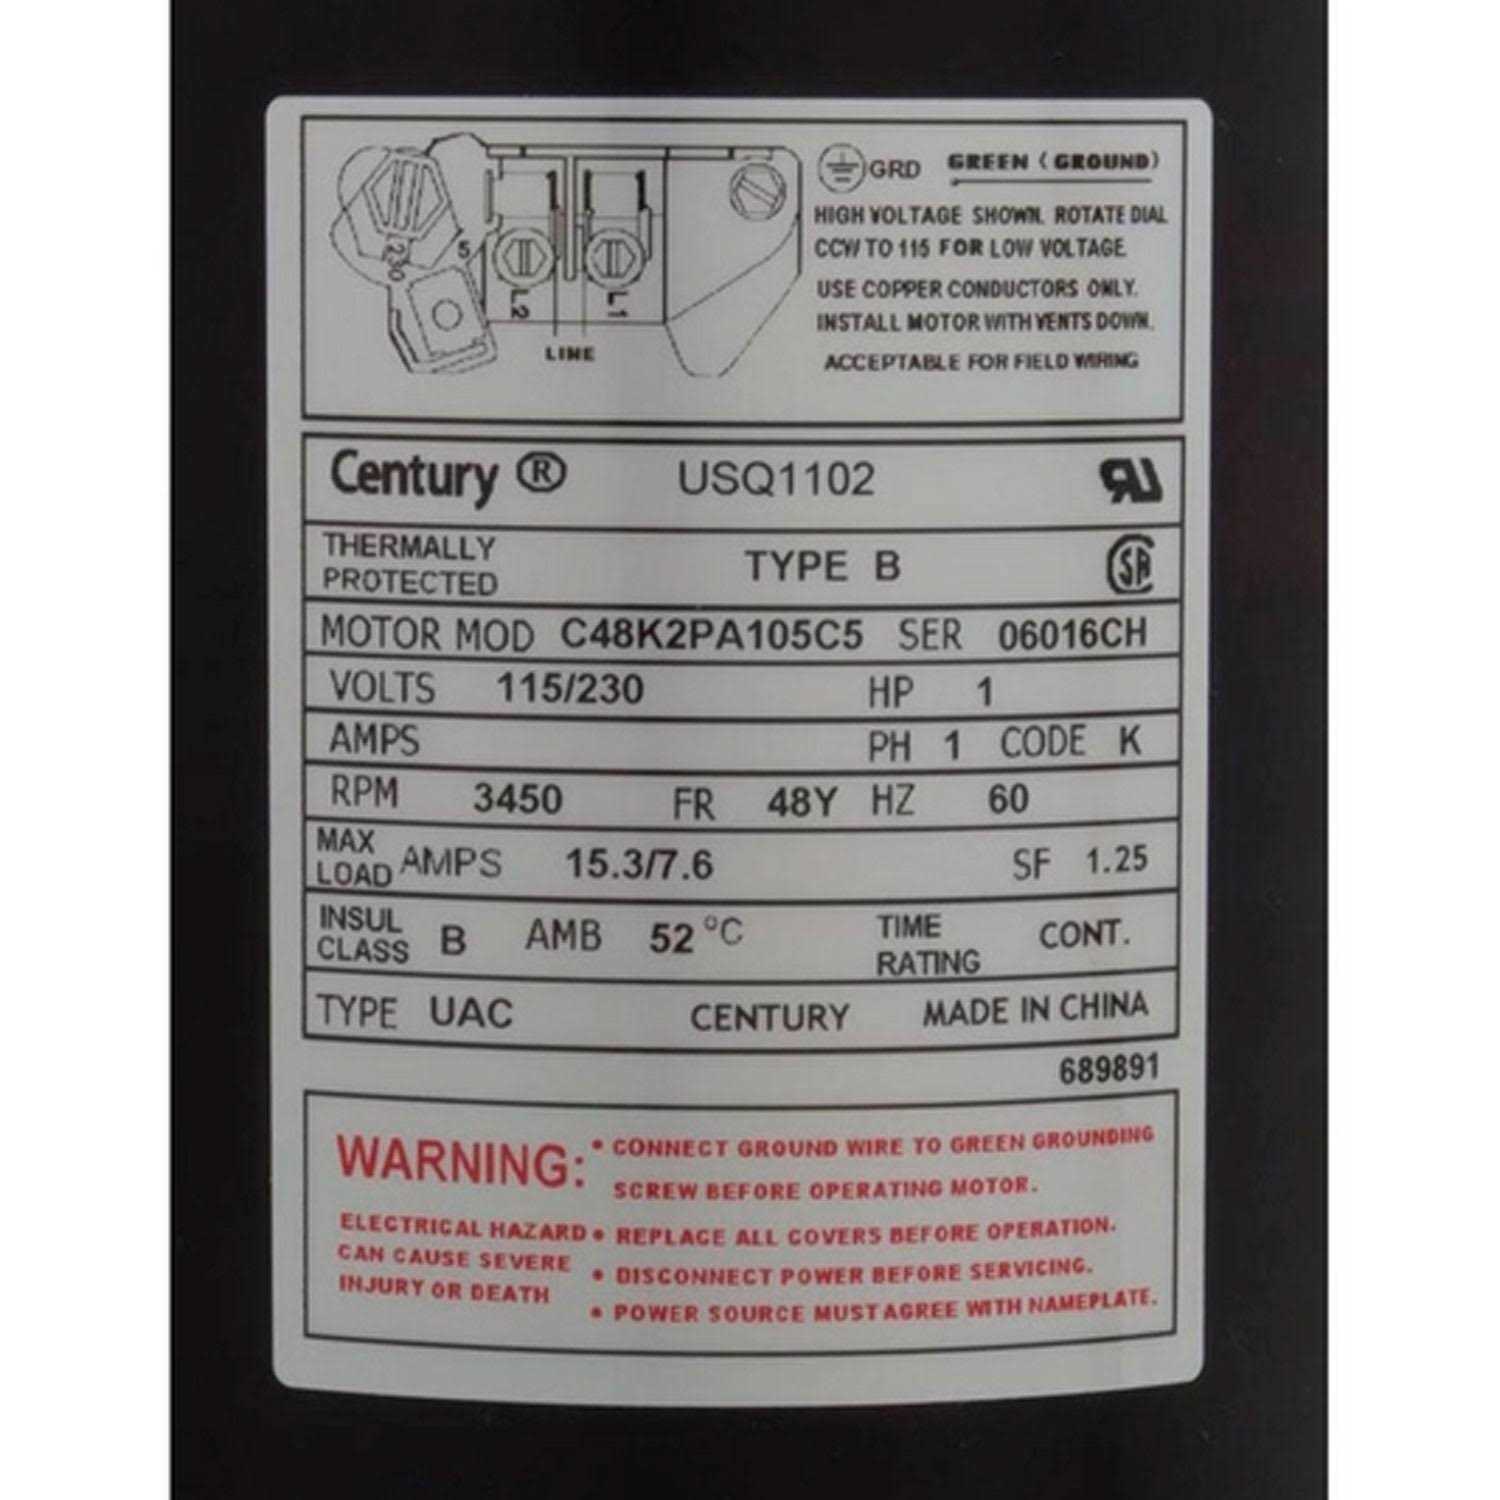 GRD GREEN (GROUND)
HIGH VOLTAGE SHOWN. ROTATE DIAL
CCW TO 115 FOR LOW VOLTAGE.
USE COPPER CONDUCTORS ONLY.
INSTALL MOTOR WITH VENTS DOWN.
ACCEPTABLE FOR FIELD WIRING
230 5
L2 L1
LINE
Century ® USQ1102
THERMALLY
PROTECTED
TYPE B
MOTOR MOD C48K2PA105C5 SER 06016CH
VOLTS 115/230 HP 1
AMPS PH 1 CODE K
RPM 3450 FR 48Y HZ 60
MAX
LOAD AMPS 15.3/7.6 SF 1.25
INSUL
CLASS B AMB 52 °C
TIME
RATING CONT.
TYPE UAC CENTURY MADE IN CHINA
689891
WARNING:
ELECTRICAL HAZARD
CAN CAUSE SEVERE
INJURY OR DEATH
• CONNECT GROUND WIRE TO GREEN GROUNDING
SCREW BEFORE OPERATING MOTOR.
• REPLACE ALL COVERS BEFORE OPERATION.
• DISCONNECT POWER BEFORE SERVICING.
• POWER SOURCE MUST AGREE WITH NAMEPLATE.